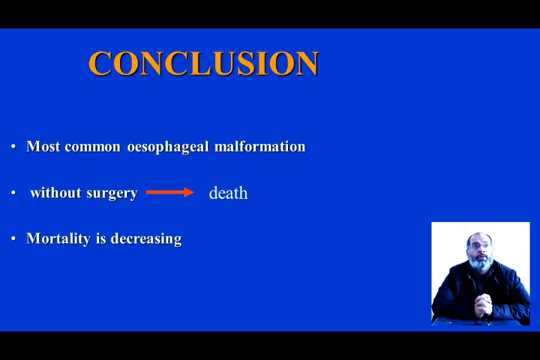 CONCLUSION
• Most common oesophageal malformation
• without surgery → death
• Mortality is decreasing